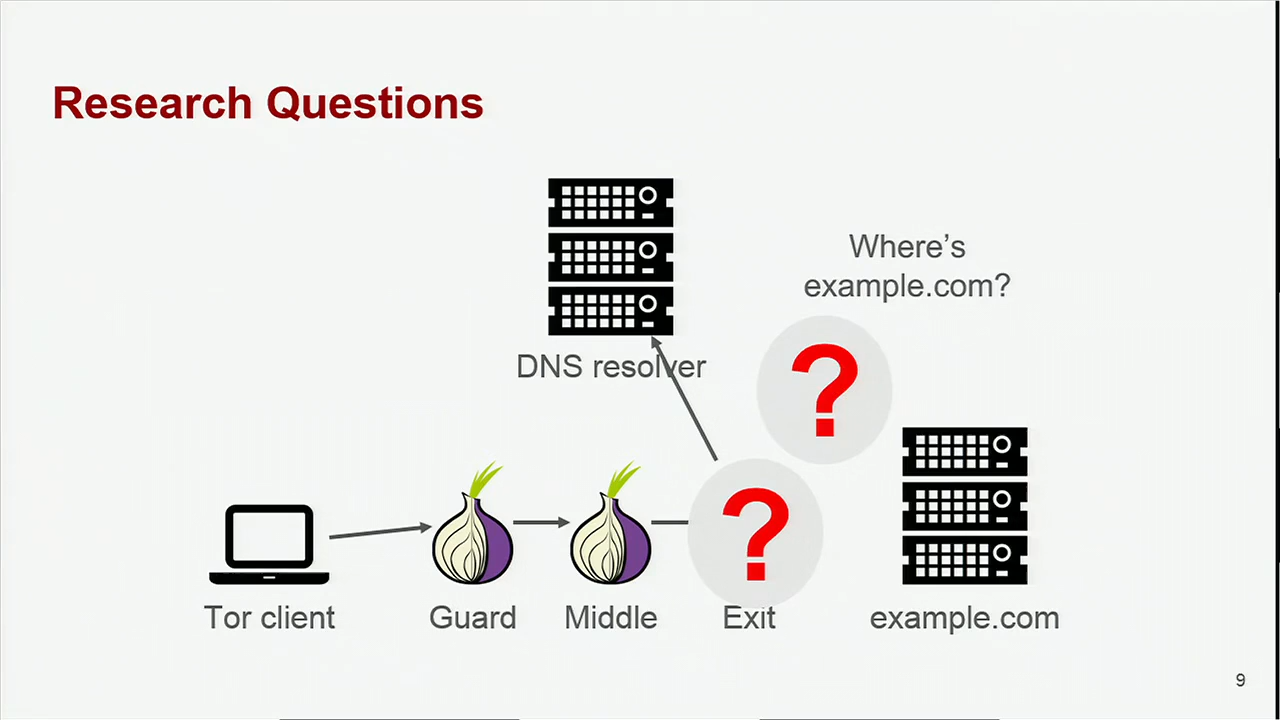 Research Questions
Where's
example.com?
DNS resolver
?
?
Tor client
Guard
Middle
Exit
example.com
9